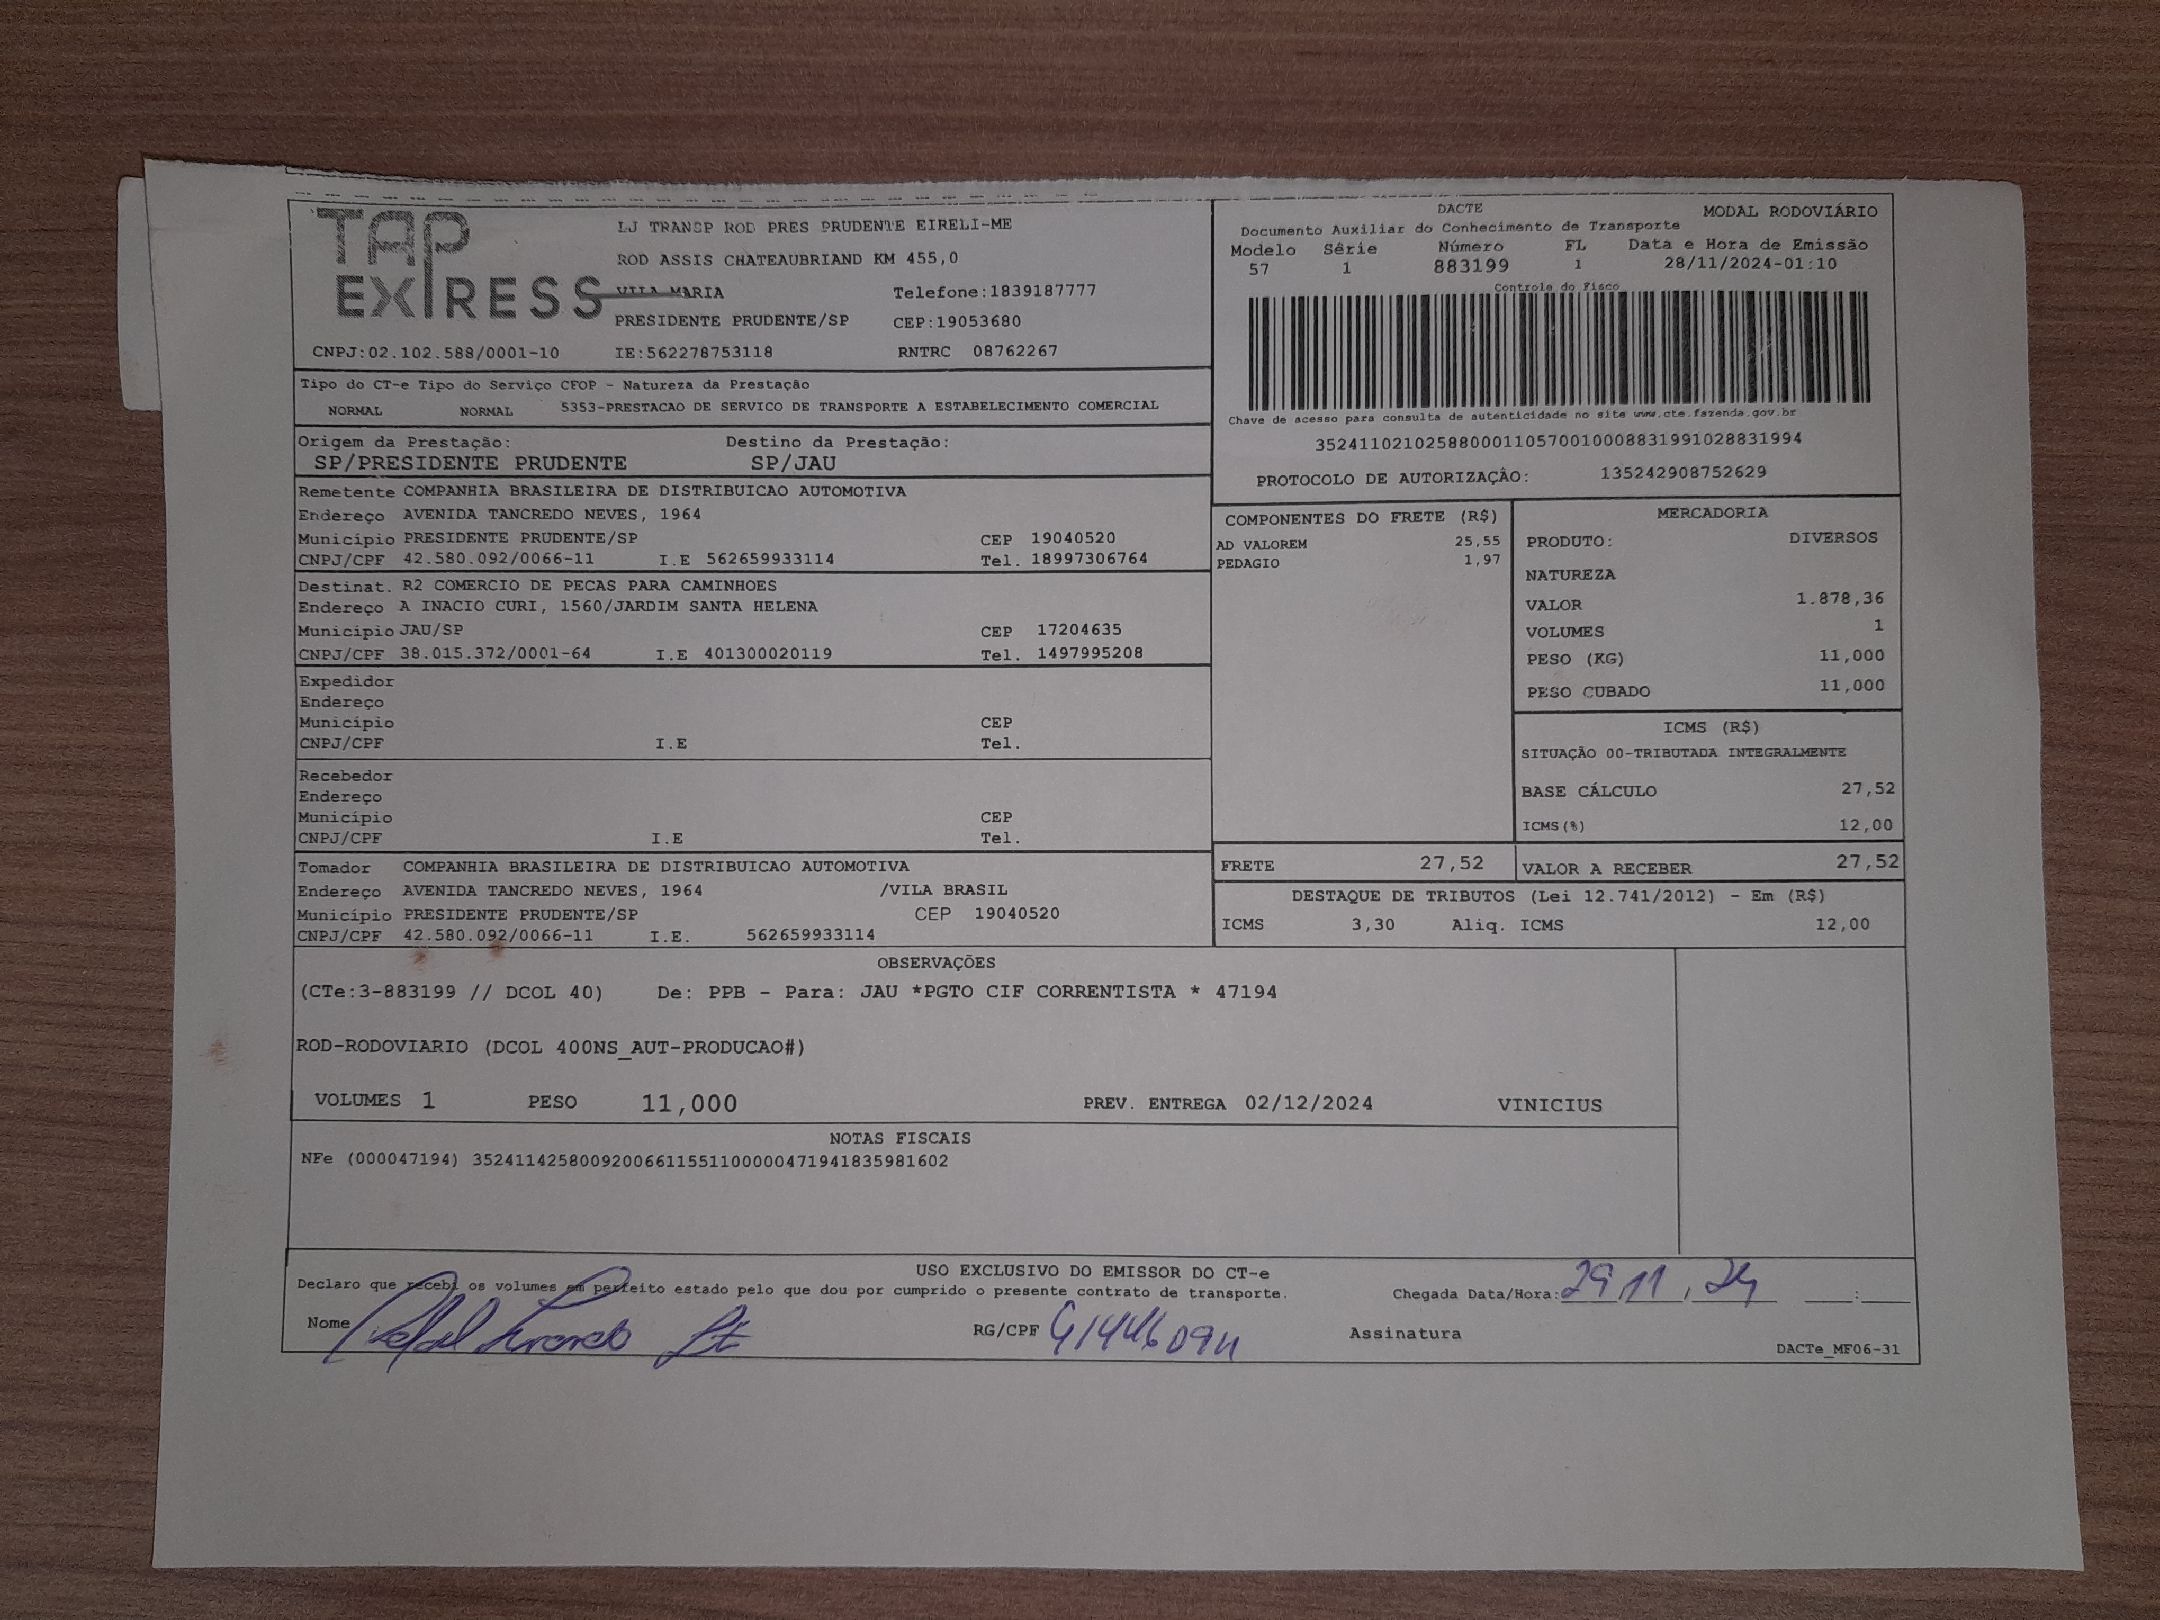 TAP EXPRESS
LJ TRANSP ROD PRES PRUDENTE EIRELI-ME
ROD ASSIS CHATEAUBRIAND KM 455,0
VILA MARIA Telefone:1839187777
PRESIDENTE PRUDENTE/SP CEP:19053680
CNPJ:02.102.588/0001-10 IE:562278753118 RNTRC 08762267
DACTE MODAL RODOVIÁRIO
Documento Auxiliar do Conhecimento de Transporte
Modelo Série Número FL Data e Hora de Emissão
57 1 883199 1 28/11/2024-01:10
Controle do Fisco
Chave de acesso para consulta de autenticidade no site www.cte.fazenda.gov.br
35241102102588000110570010008831991028831994
PROTOCOLO DE AUTORIZAÇÃO: 135242908752629
Tipo do CT-e Tipo do Serviço CFOP - Natureza da Prestação
NORMAL NORMAL 5353-PRESTACAO DE SERVICO DE TRANSPORTE A ESTABELECIMENTO COMERCIAL
Origem da Prestação: Destino da Prestação:
SP/PRESIDENTE PRUDENTE SP/JAU
Remetente COMPANHIA BRASILEIRA DE DISTRIBUICAO AUTOMOTIVA
Endereço AVENIDA TANCREDO NEVES, 1964
Município PRESIDENTE PRUDENTE/SP CEP 19040520
CNPJ/CPF 42.580.092/0066-11 I.E 562659933114 Tel. 18997306764
Destinat. R2 COMERCIO DE PECAS PARA CAMINHOES
Endereço A INACIO CURI, 1560/JARDIM SANTA HELENA
Município JAU/SP CEP 17204635
CNPJ/CPF 38.015.372/0001-64 I.E 401300020119 Tel. 1497995208
Expedidor
Endereço
Município CEP
CNPJ/CPF I.E Tel.
Recebedor
Endereço
Município CEP
CNPJ/CPF I.E Tel.
Tomador COMPANHIA BRASILEIRA DE DISTRIBUICAO AUTOMOTIVA
Endereço AVENIDA TANCREDO NEVES, 1964 /VILA BRASIL
Município PRESIDENTE PRUDENTE/SP CEP 19040520
CNPJ/CPF 42.580.092/0066-11 I.E. 562659933114
COMPONENTES DO FRETE (R$)
AD VALOREM 25,55
PEDAGIO 1,97
MERCADORIA
PRODUTO: DIVERSOS
NATUREZA
VALOR 1.878,36
VOLUMES 1
PESO (KG) 11,000
PESO CUBADO 11,000
ICMS (R$)
SITUAÇÃO 00-TRIBUTADA INTEGRALMENTE
BASE CÁLCULO 27,52
ICMS(%) 12,00
FRETE 27,52 VALOR A RECEBER 27,52
DESTAQUE DE TRIBUTOS (Lei 12.741/2012) - Em (R$)
ICMS 3,30 Aliq. ICMS 12,00
OBSERVAÇÕES
(CTe:3-883199 // DCOL 40) De: PPB - Para: JAU *PGTO CIF CORRENTISTA * 47194
ROD-RODOVIARIO (DCOL 400NS_AUT-PRODUCAO#)
VOLUMES 1 PESO 11,000 PREV. ENTREGA 02/12/2024 VINICIUS
NOTAS FISCAIS
NFe (000047194) 35241142580092006611551100000471941835981602
USO EXCLUSIVO DO EMISSOR DO CT-e
Declaro que recebi os volumes em perfeito estado pelo que dou por cumprido o presente contrato de transporte. Chegada Data/Hora: 29 11, 24 :
Nome RG/CPF Assinatura
DACTe_MF06-31